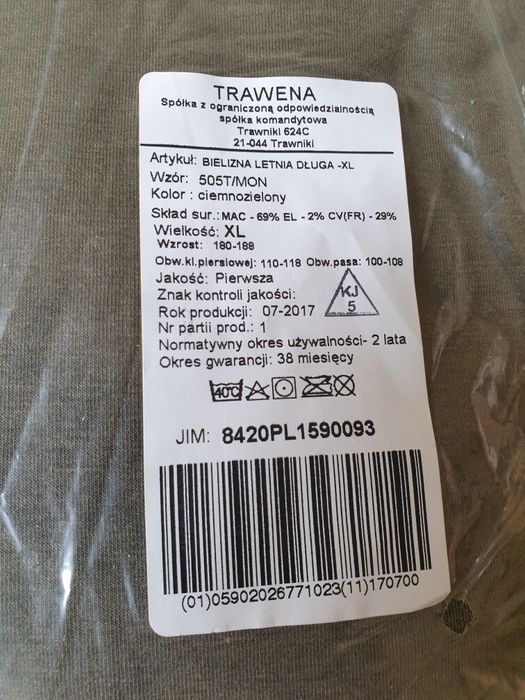 TRAWENA
Spółka z ograniczoną odpowiedzialnością
spółka komandytowa
Trawniki 624C
21-044 Trawniki
Artykuł: BIELIZNA LETNIA DŁUGA -XL
Wzór: 505T/MON
Kolor : ciemnozielony
Skład sur.: MAC - 69% EL - 2% CV(FR) - 29%
Wielkość: XL
Wzrost: 180-188
Obw.kl.piersiowej: 110-118 Obw.pasa: 100-108
Jakość: Pierwsza
Znak kontroli jakości: KJ 5
Rok produkcji: 07-2017
Nr partii prod.: 1
Normatywny okres używalności- 2 lata
Okres gwarancji: 38 miesięcy
40°C
JIM: 8420PL1590093
(01)05902026771023(11)170700